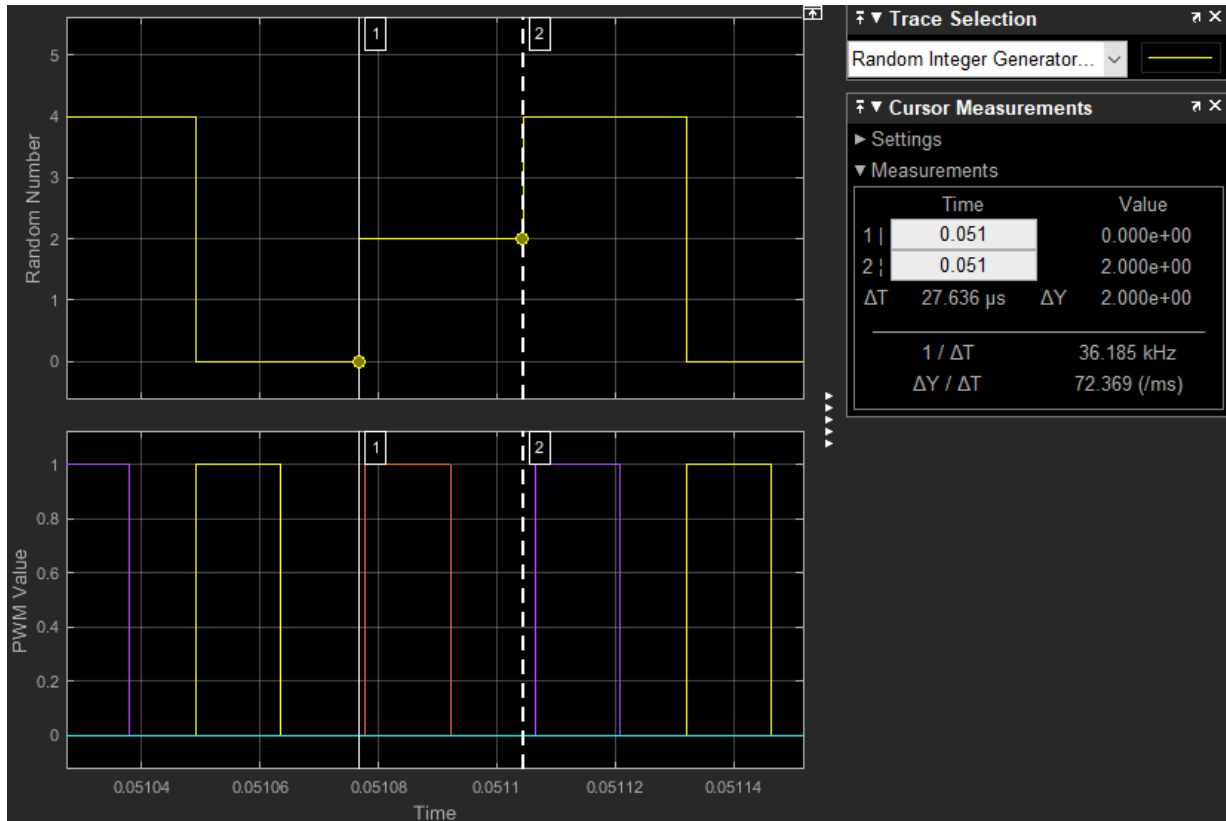 1
2
5
4
3
2
1
0
Random Number
1
2
1
0.8
0.6
0.4
0.2
0
PWM Value
0.05104
0.05106
0.05108
0.0511
0.05112
0.05114
Time
Trace Selection
Random Integer Generator...
Cursor Measurements
Settings
Measurements
Time Value
1 | 0.051 0.000e+00
2 ¦ 0.051 2.000e+00
ΔT 27.636 µs ΔY 2.000e+00
1 / ΔT 36.185 kHz
ΔY / ΔT 72.369 (/ms)